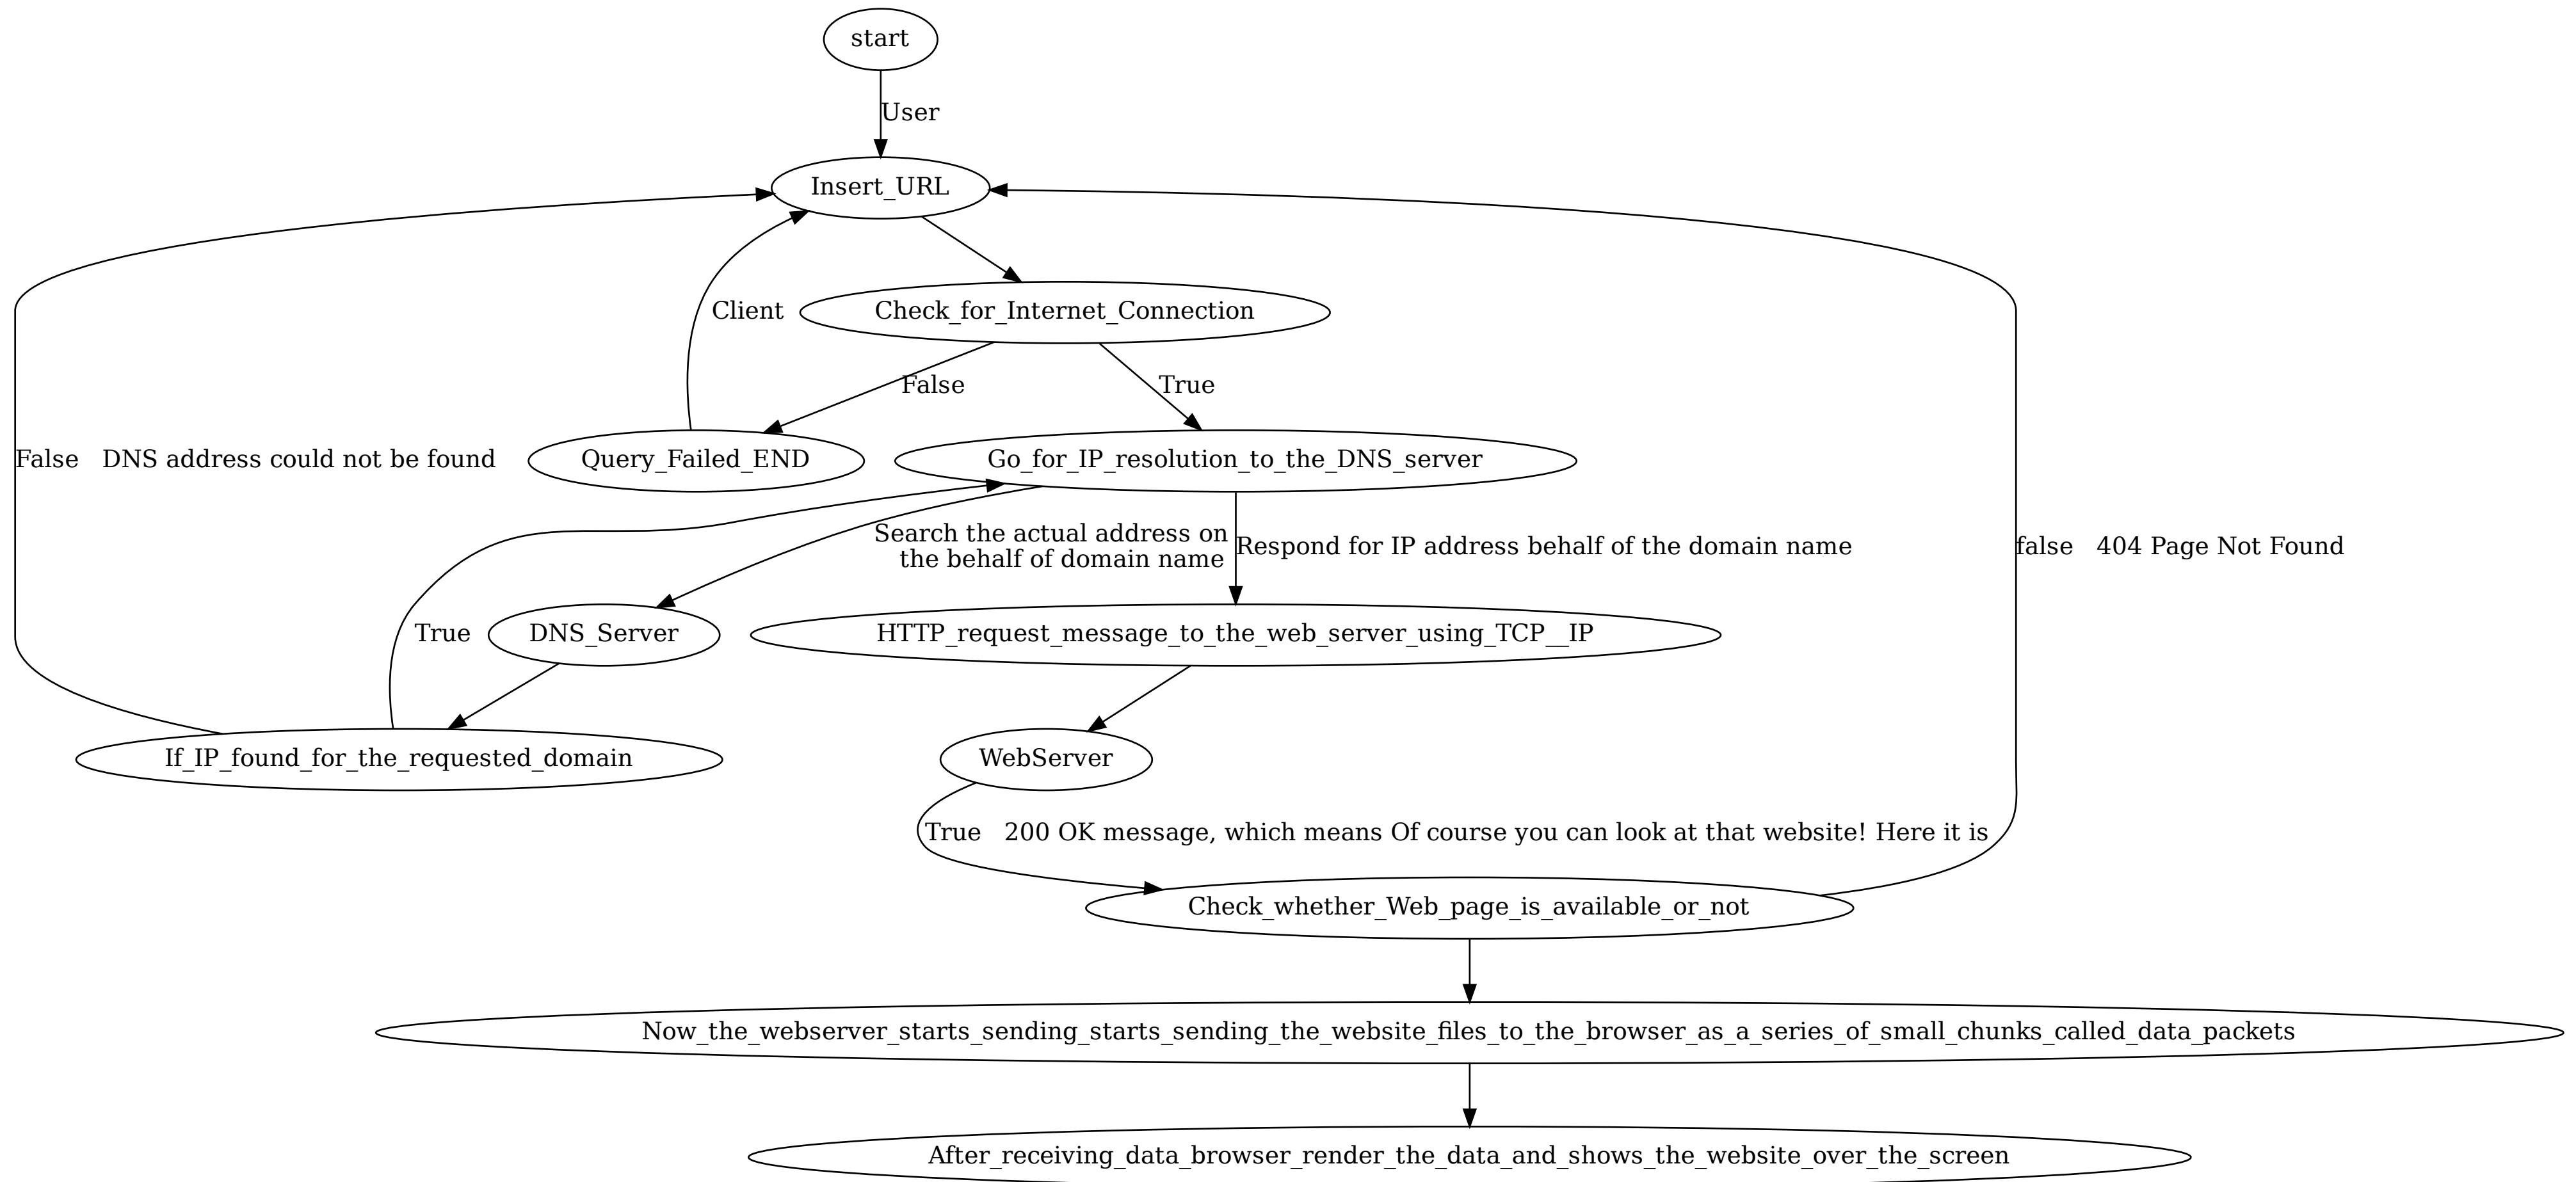 start
User
Insert_URL
Client
Check_for_Internet_Connection
False
True
False   DNS address could not be found
Query_Failed_END
Go_for_IP_resolution_to_the_DNS_server
Search the actual address on
the behalf of domain name
Respond for IP address behalf of the domain name
false   404 Page Not Found
True
DNS_Server
HTTP_request_message_to_the_web_server_using_TCP__IP
If_IP_found_for_the_requested_domain
WebServer
True   200 OK message, which means Of course you can look at that website! Here it is
Check_whether_Web_page_is_available_or_not
Now_the_webserver_starts_sending_starts_sending_the_website_files_to_the_browser_as_a_series_of_small_chunks_called_data_packets
After_receiving_data_browser_render_the_data_and_shows_the_website_over_the_screen